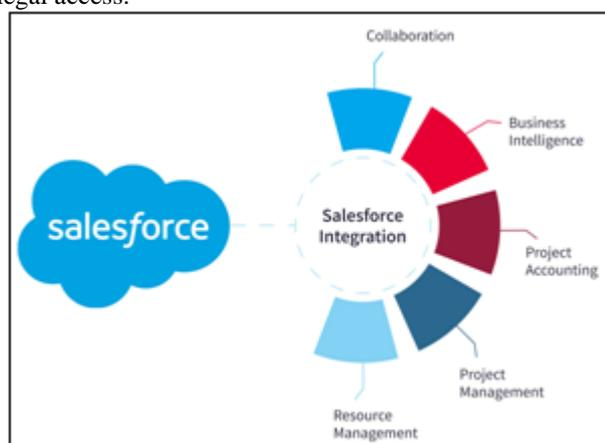 legal access.
Collaboration
Business
Intelligence
salesforce
Salesforce
Integration
Project
Accounting
Project
Management
Resource
Management